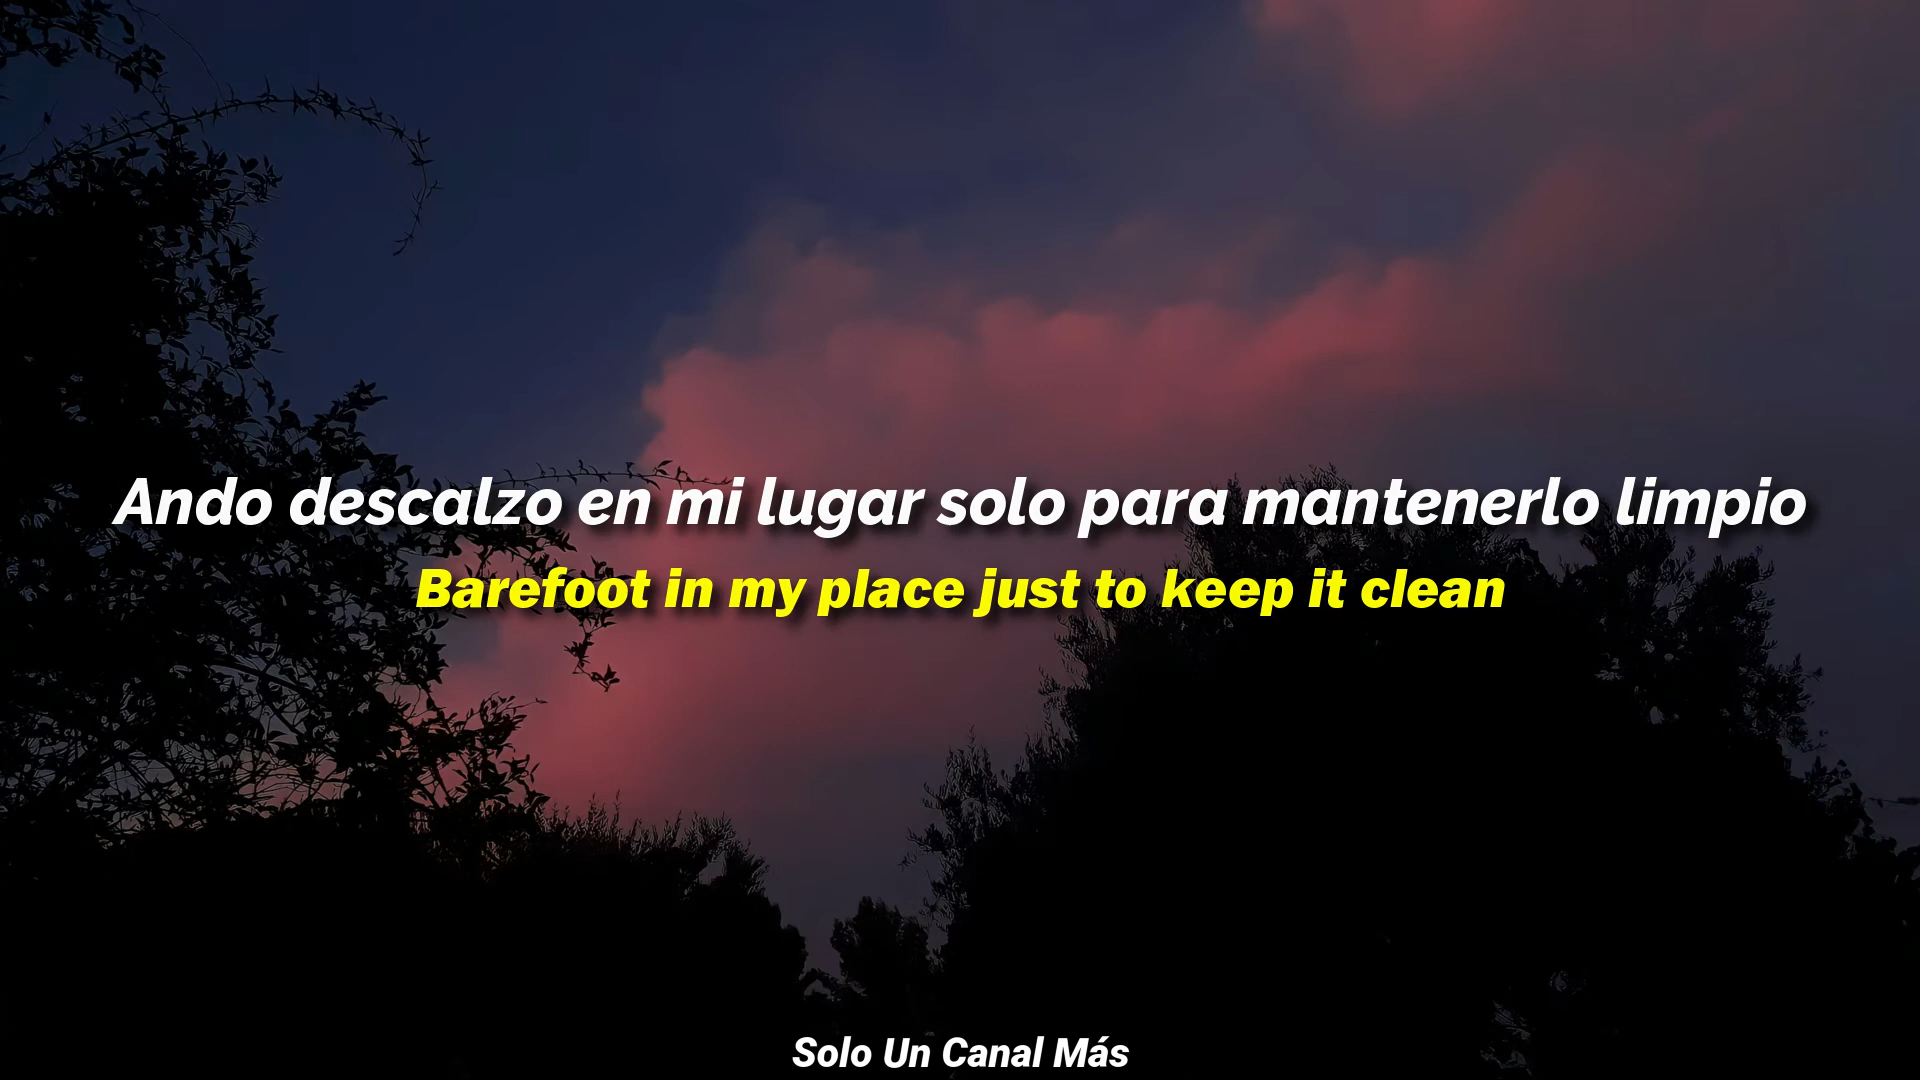 Ando descalzo en mi lugar solo para mantenerlo limpio
Barefoot in my place just to keep it clean
Solo Un Canal Más